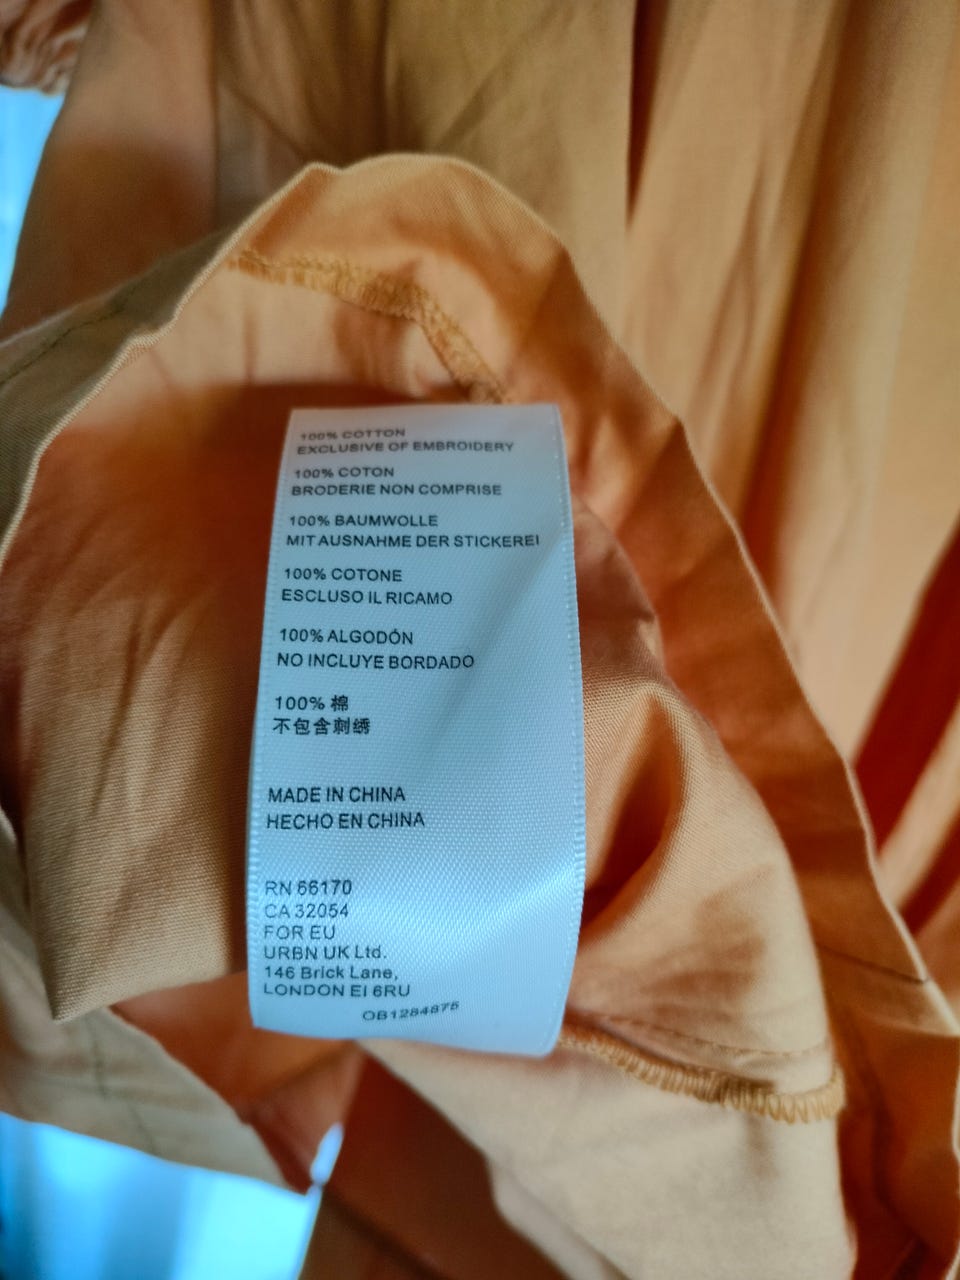 100% COTTON
EXCLUSIVE OF EMBROIDERY
100% COTON
BRODERIE NON COMPRISE
100% BAUMWOLLE
MIT AUSNAHME DER STICKEREI
100% COTONE
ESCLUSO IL RICAMO
100% ALGODÓN
NO INCLUYE BORDADO
100% 棉
不包含刺绣
MADE IN CHINA
HECHO EN CHINA
RN 66170
CA 32054
FOR EU
URBN UK Ltd.
146 Brick Lane,
LONDON EI 6RU
OB1284875